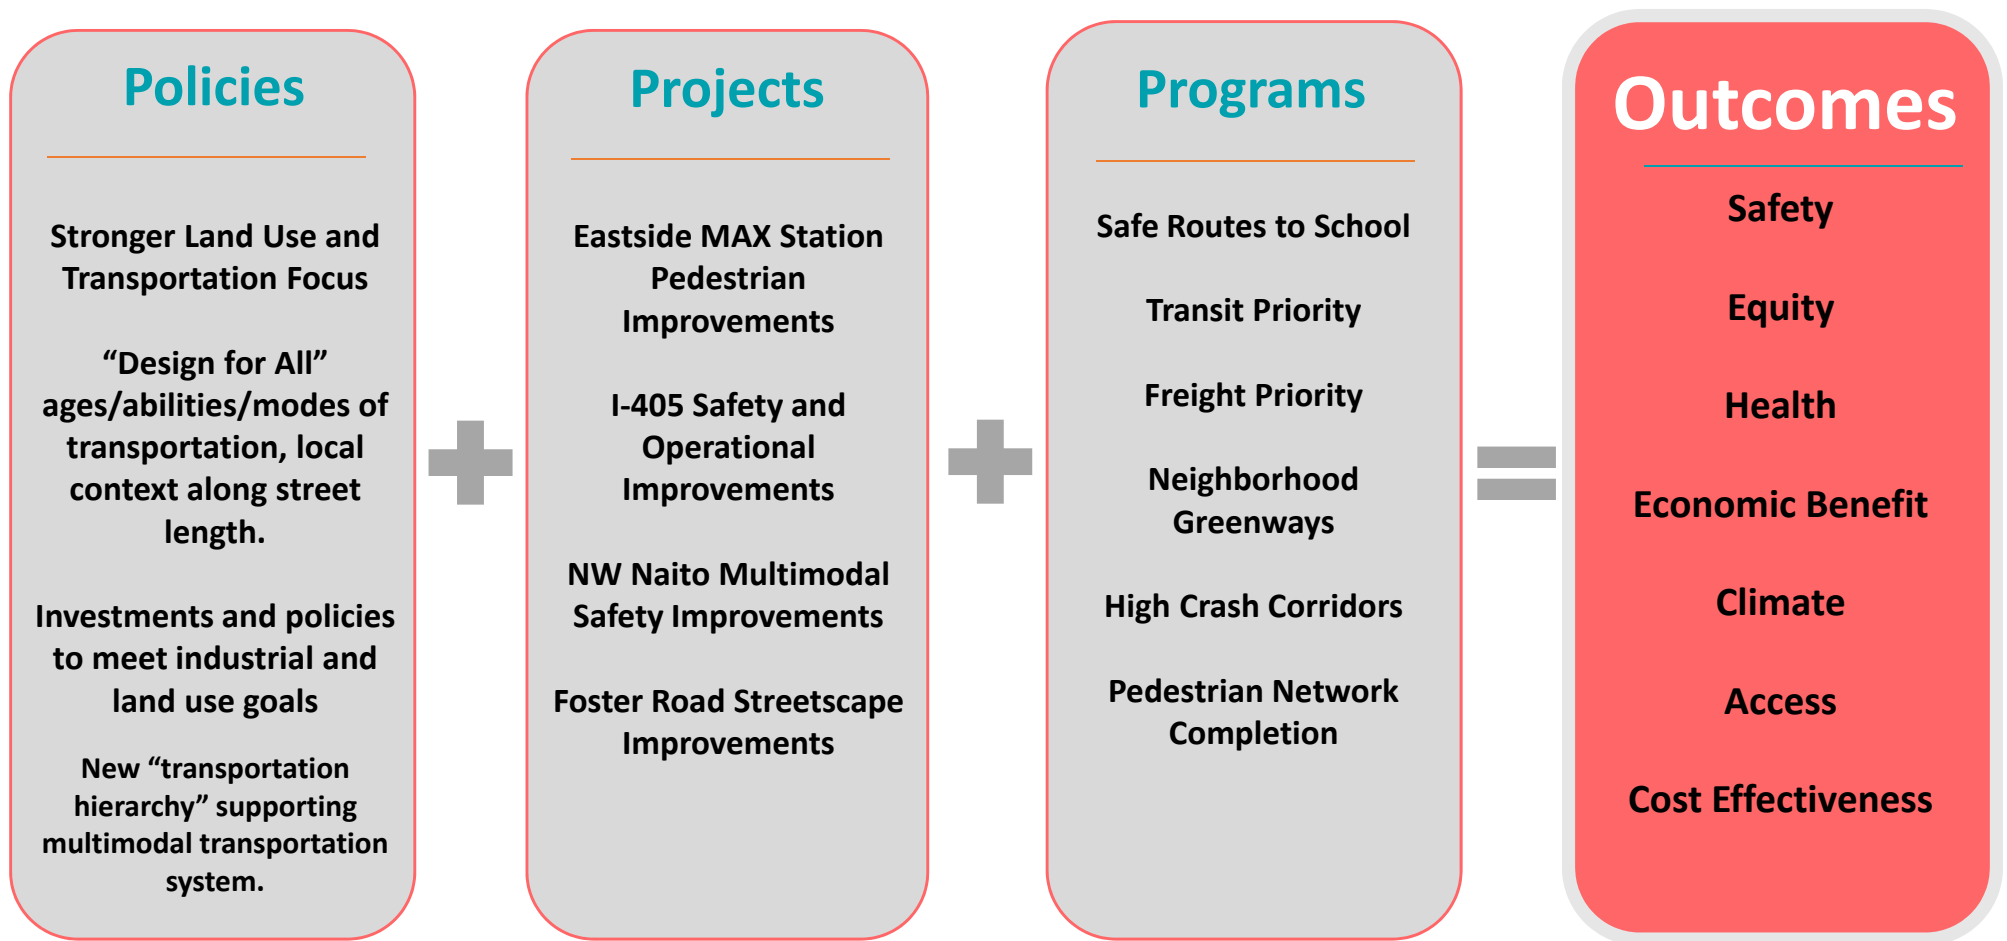 Policies
Stronger Land Use and
Transportation Focus
“Design for All”
ages/abilities/modes of
transportation, local
context along street
length.
Investments and policies
to meet industrial and
land use goals
New “transportation
hierarchy” supporting
multimodal transportation
system.
Projects
Eastside MAX Station
Pedestrian
Improvements
I-405 Safety and
Operational
Improvements
NW Naito Multimodal
Safety Improvements
Foster Road Streetscape
Improvements
Programs
Safe Routes to School
Transit Priority
Freight Priority
Neighborhood
Greenways
High Crash Corridors
Pedestrian Network
Completion
Outcomes
Safety
Equity
Health
Economic Benefit
Climate
Access
Cost Effectiveness